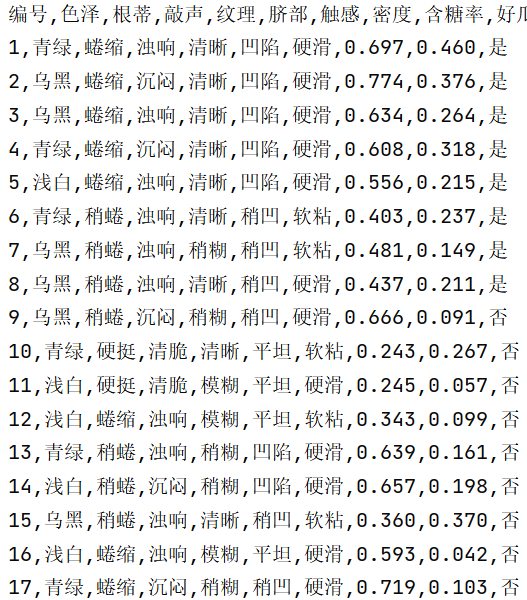 编号,色泽,根蒂,敲声,纹理,脐部,触感,密度,含糖率,好瓜
1,青绿,蜷缩,浊响,清晰,凹陷,硬滑,0.697,0.460,是
2,乌黑,蜷缩,沉闷,清晰,凹陷,硬滑,0.774,0.376,是
3,乌黑,蜷缩,浊响,清晰,凹陷,硬滑,0.634,0.264,是
4,青绿,蜷缩,沉闷,清晰,凹陷,硬滑,0.608,0.318,是
5,浅白,蜷缩,浊响,清晰,凹陷,硬滑,0.556,0.215,是
6,青绿,稍蜷,浊响,清晰,稍凹,软粘,0.403,0.237,是
7,乌黑,稍蜷,浊响,稍糊,稍凹,软粘,0.481,0.149,是
8,乌黑,稍蜷,浊响,清晰,稍凹,硬滑,0.437,0.211,是
9,乌黑,稍蜷,沉闷,稍糊,稍凹,硬滑,0.666,0.091,否
10,青绿,硬挺,清脆,清晰,平坦,软粘,0.243,0.267,否
11,浅白,硬挺,清脆,模糊,平坦,硬滑,0.245,0.057,否
12,浅白,蜷缩,浊响,模糊,平坦,软粘,0.343,0.099,否
13,青绿,稍蜷,浊响,稍糊,凹陷,硬滑,0.639,0.161,否
14,浅白,稍蜷,沉闷,稍糊,凹陷,硬滑,0.657,0.198,否
15,乌黑,稍蜷,浊响,清晰,稍凹,软粘,0.360,0.370,否
16,浅白,蜷缩,浊响,模糊,平坦,硬滑,0.593,0.042,否
17,青绿,蜷缩,沉闷,稍糊,稍凹,硬滑,0.719,0.103,否